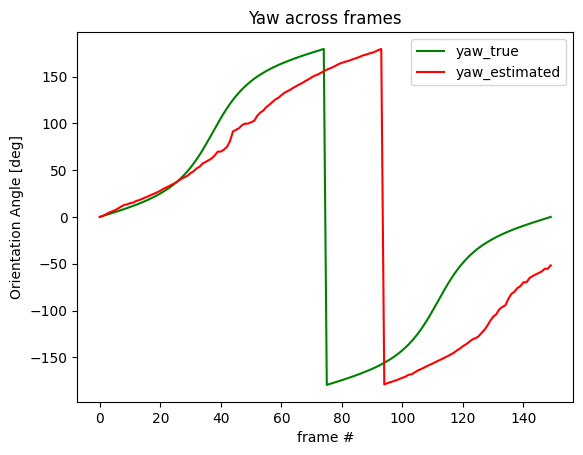 Yaw across frames
yaw_true
yaw_estimated
Orientation Angle [deg]
150
100
50
0
−50
−100
−150
0 20 40 60 80 100 120 140
frame #